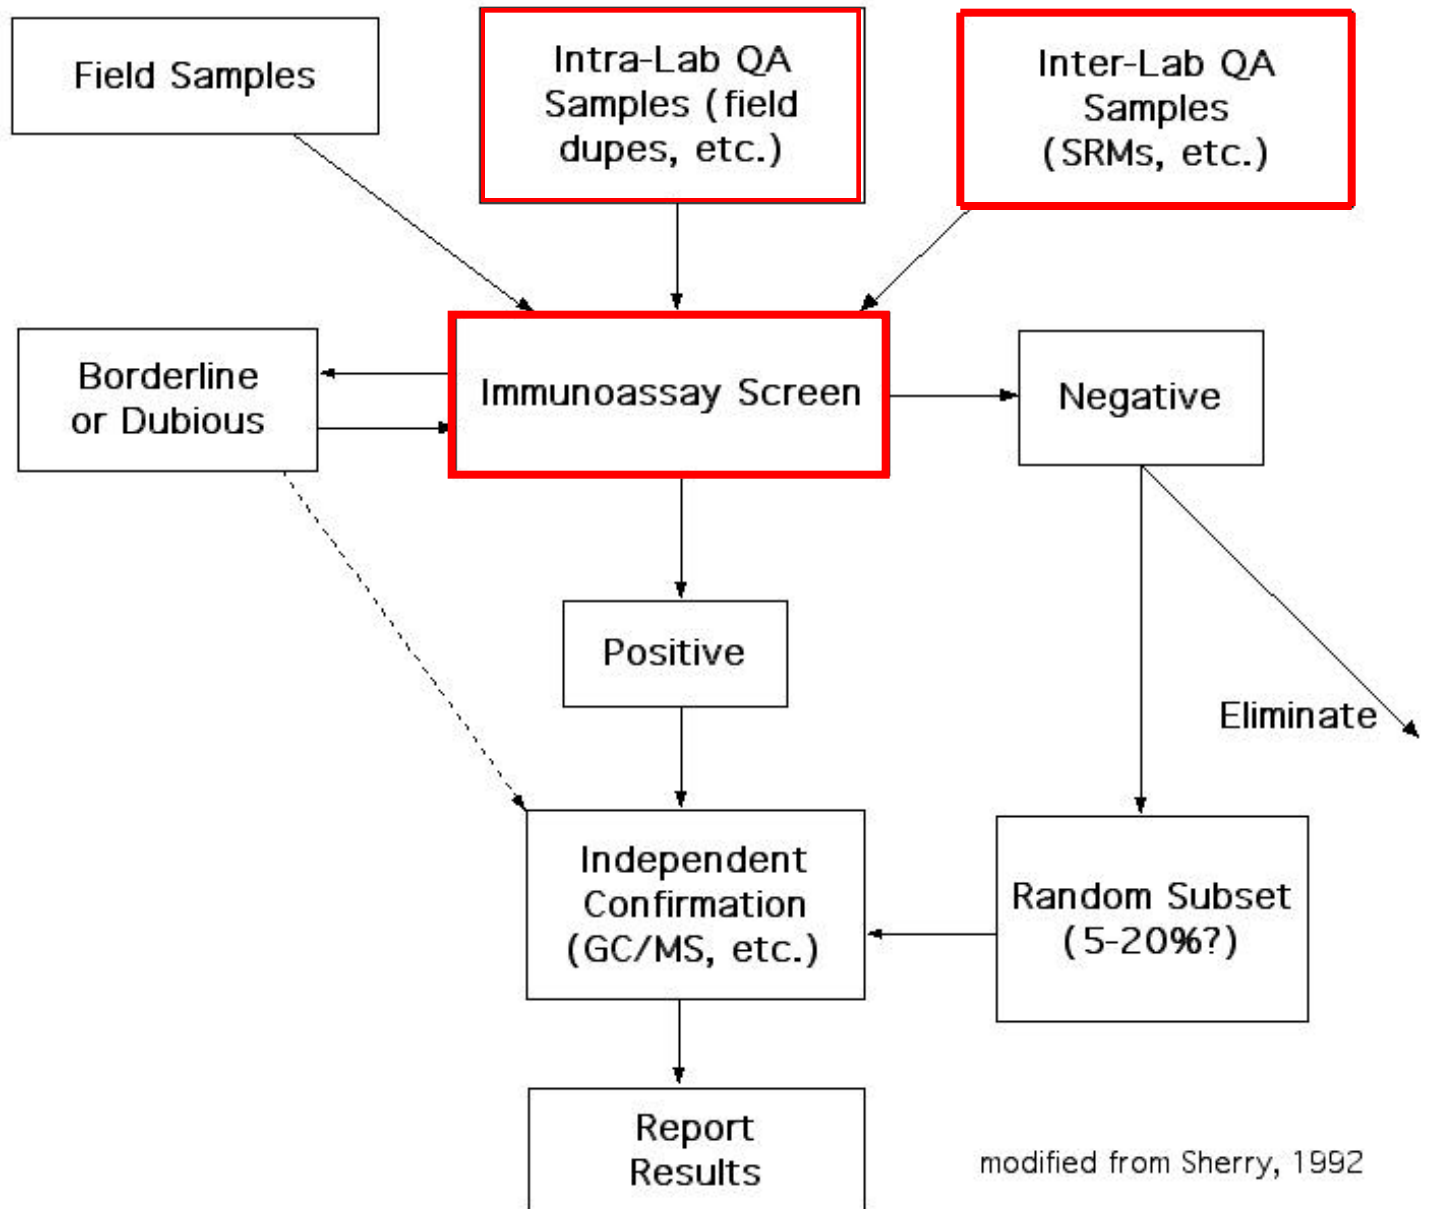 Field Samples
Intra-Lab QA
Samples (field
dupes, etc.)
Inter-Lab QA
Samples
(SRMs, etc.)
Borderline
or Dubious
Immunoassay Screen
Negative
Positive
Eliminate
Independent
Confirmation
(GC/MS, etc.)
Random Subset
(5-20%?)
Report
Results
modified from Sherry, 1992